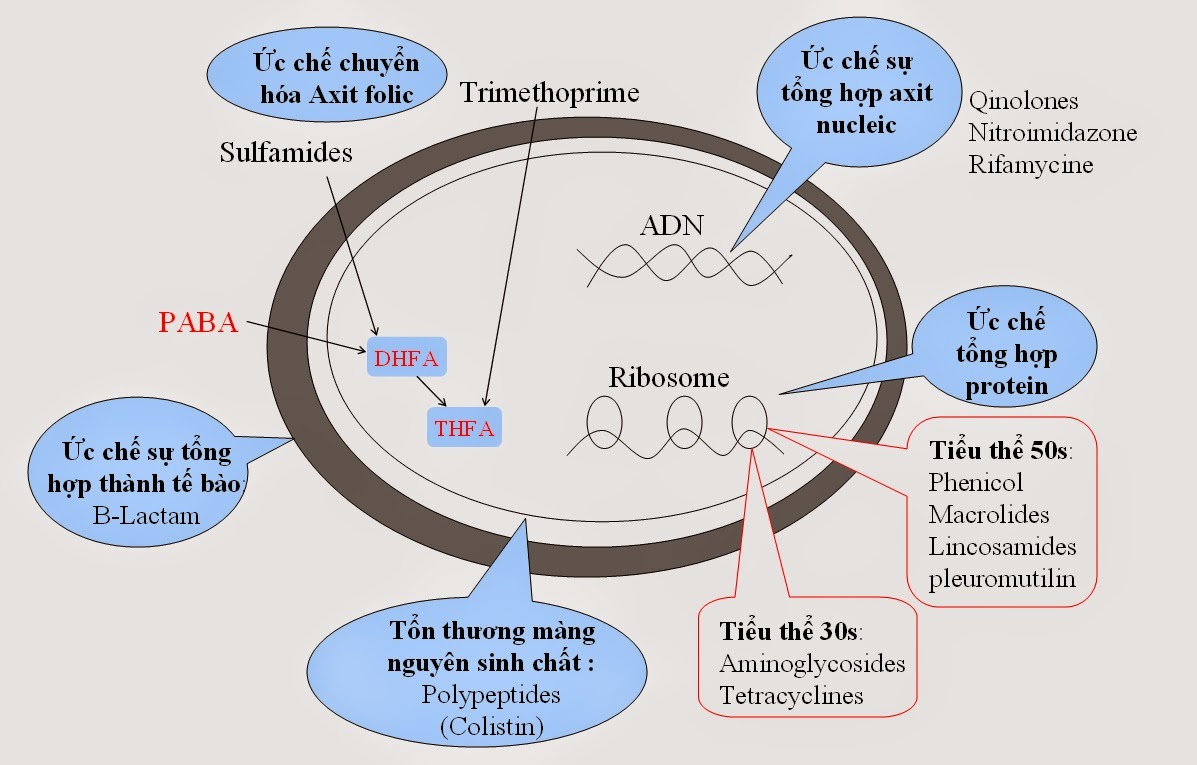 Ức chế chuyển
hóa Axit folic
Trimethoprime
Sulfamides
Ức chế sự
tổng hợp axit
nucleic
Qinolones
Nitroimidazone
Rifamycine
ADN
PABA
DHFA
THFA
Ribosome
Ức chế
tổng hợp
protein
Ức chế sự tổng
hợp thành tế bào:
B-Lactam
Tiểu thể 50s:
Phenicol
Macrolides
Lincosamides
pleuromutilin
Tổn thương màng
nguyên sinh chất :
Polypeptides
(Colistin)
Tiểu thể 30s:
Aminoglycosides
Tetracyclines